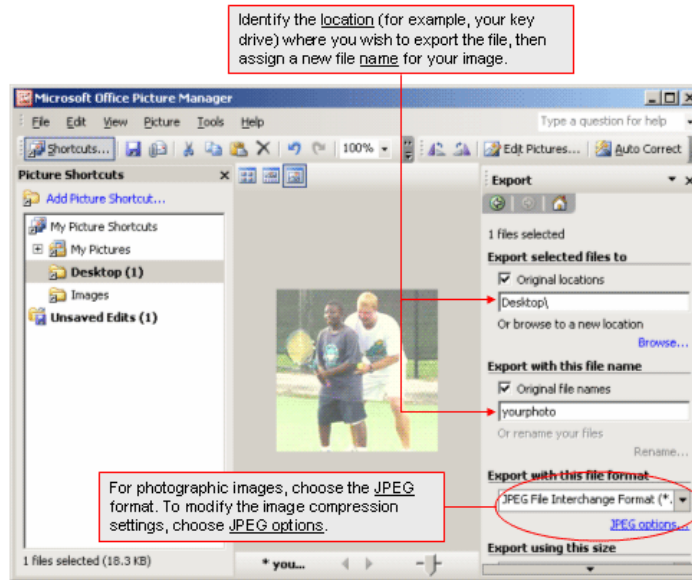 Identify the location (for example, your key
drive) where you wish to export the file, then
assign a new file name for your image.
Microsoft Office Picture Manager
File Edit View Picture Tools Help
Type a question for help
Shortcuts... 100% Edit Pictures... Auto Correct
Picture Shortcuts
Add Picture Shortcut...
My Picture Shortcuts
My Pictures
Desktop (1)
Images
Unsaved Edits (1)
Export
1 files selected
Export selected files to
Original locations
Desktop\
Or browse to a new location
Browse...
Export with this file name
Original file names
yourphoto
Or rename your files
Rename...
Export with this file format
JPEG File Interchange Format (*.
JPEG options...
Export using this size
For photographic images, choose the JPEG
format. To modify the image compression
settings, choose JPEG options.
1 files selected (18.3 KB)
* you...